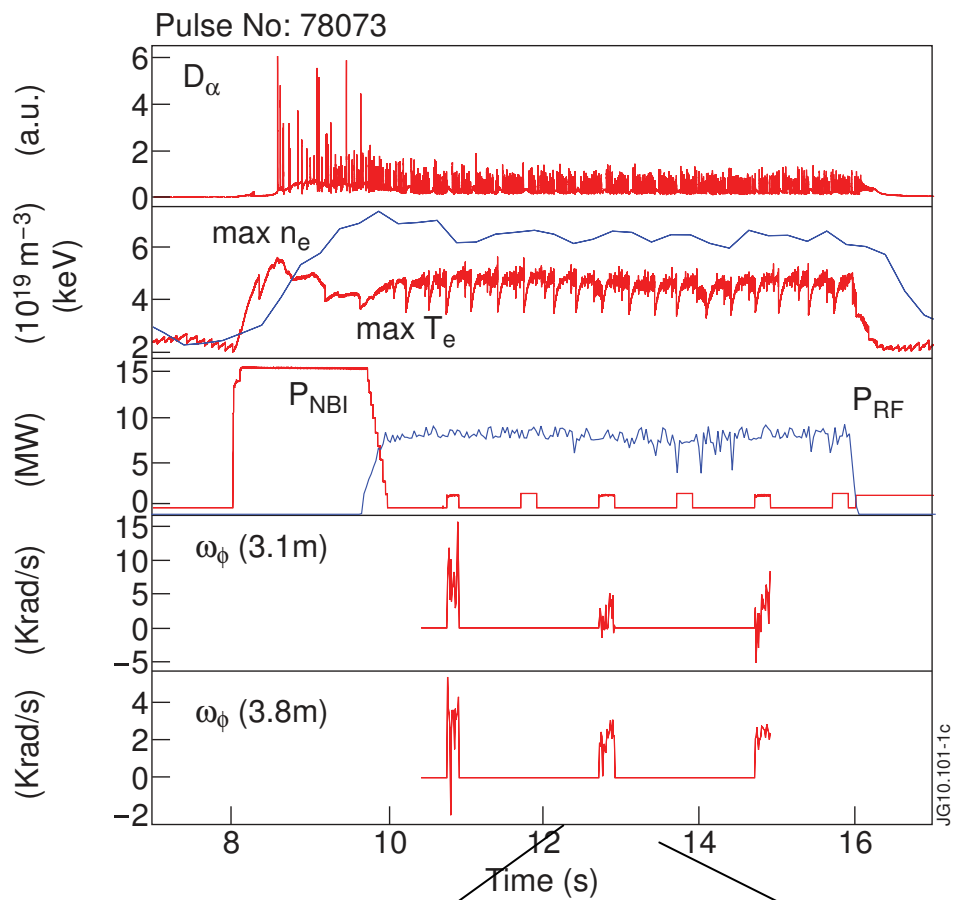 Pulse No: 78073
D_α
(a.u.)
6
4
2
0
max n_e
max T_e
(10^19 m^−3)
(keV)
6
4
2
P_NBI
P_RF
(MW)
15
10
5
0
ω_ϕ (3.1m)
(Krad/s)
15
10
5
0
−5
ω_ϕ (3.8m)
(Krad/s)
4
2
0
−2
8 10 12 14 16
Time (s)
JG10.101-1c